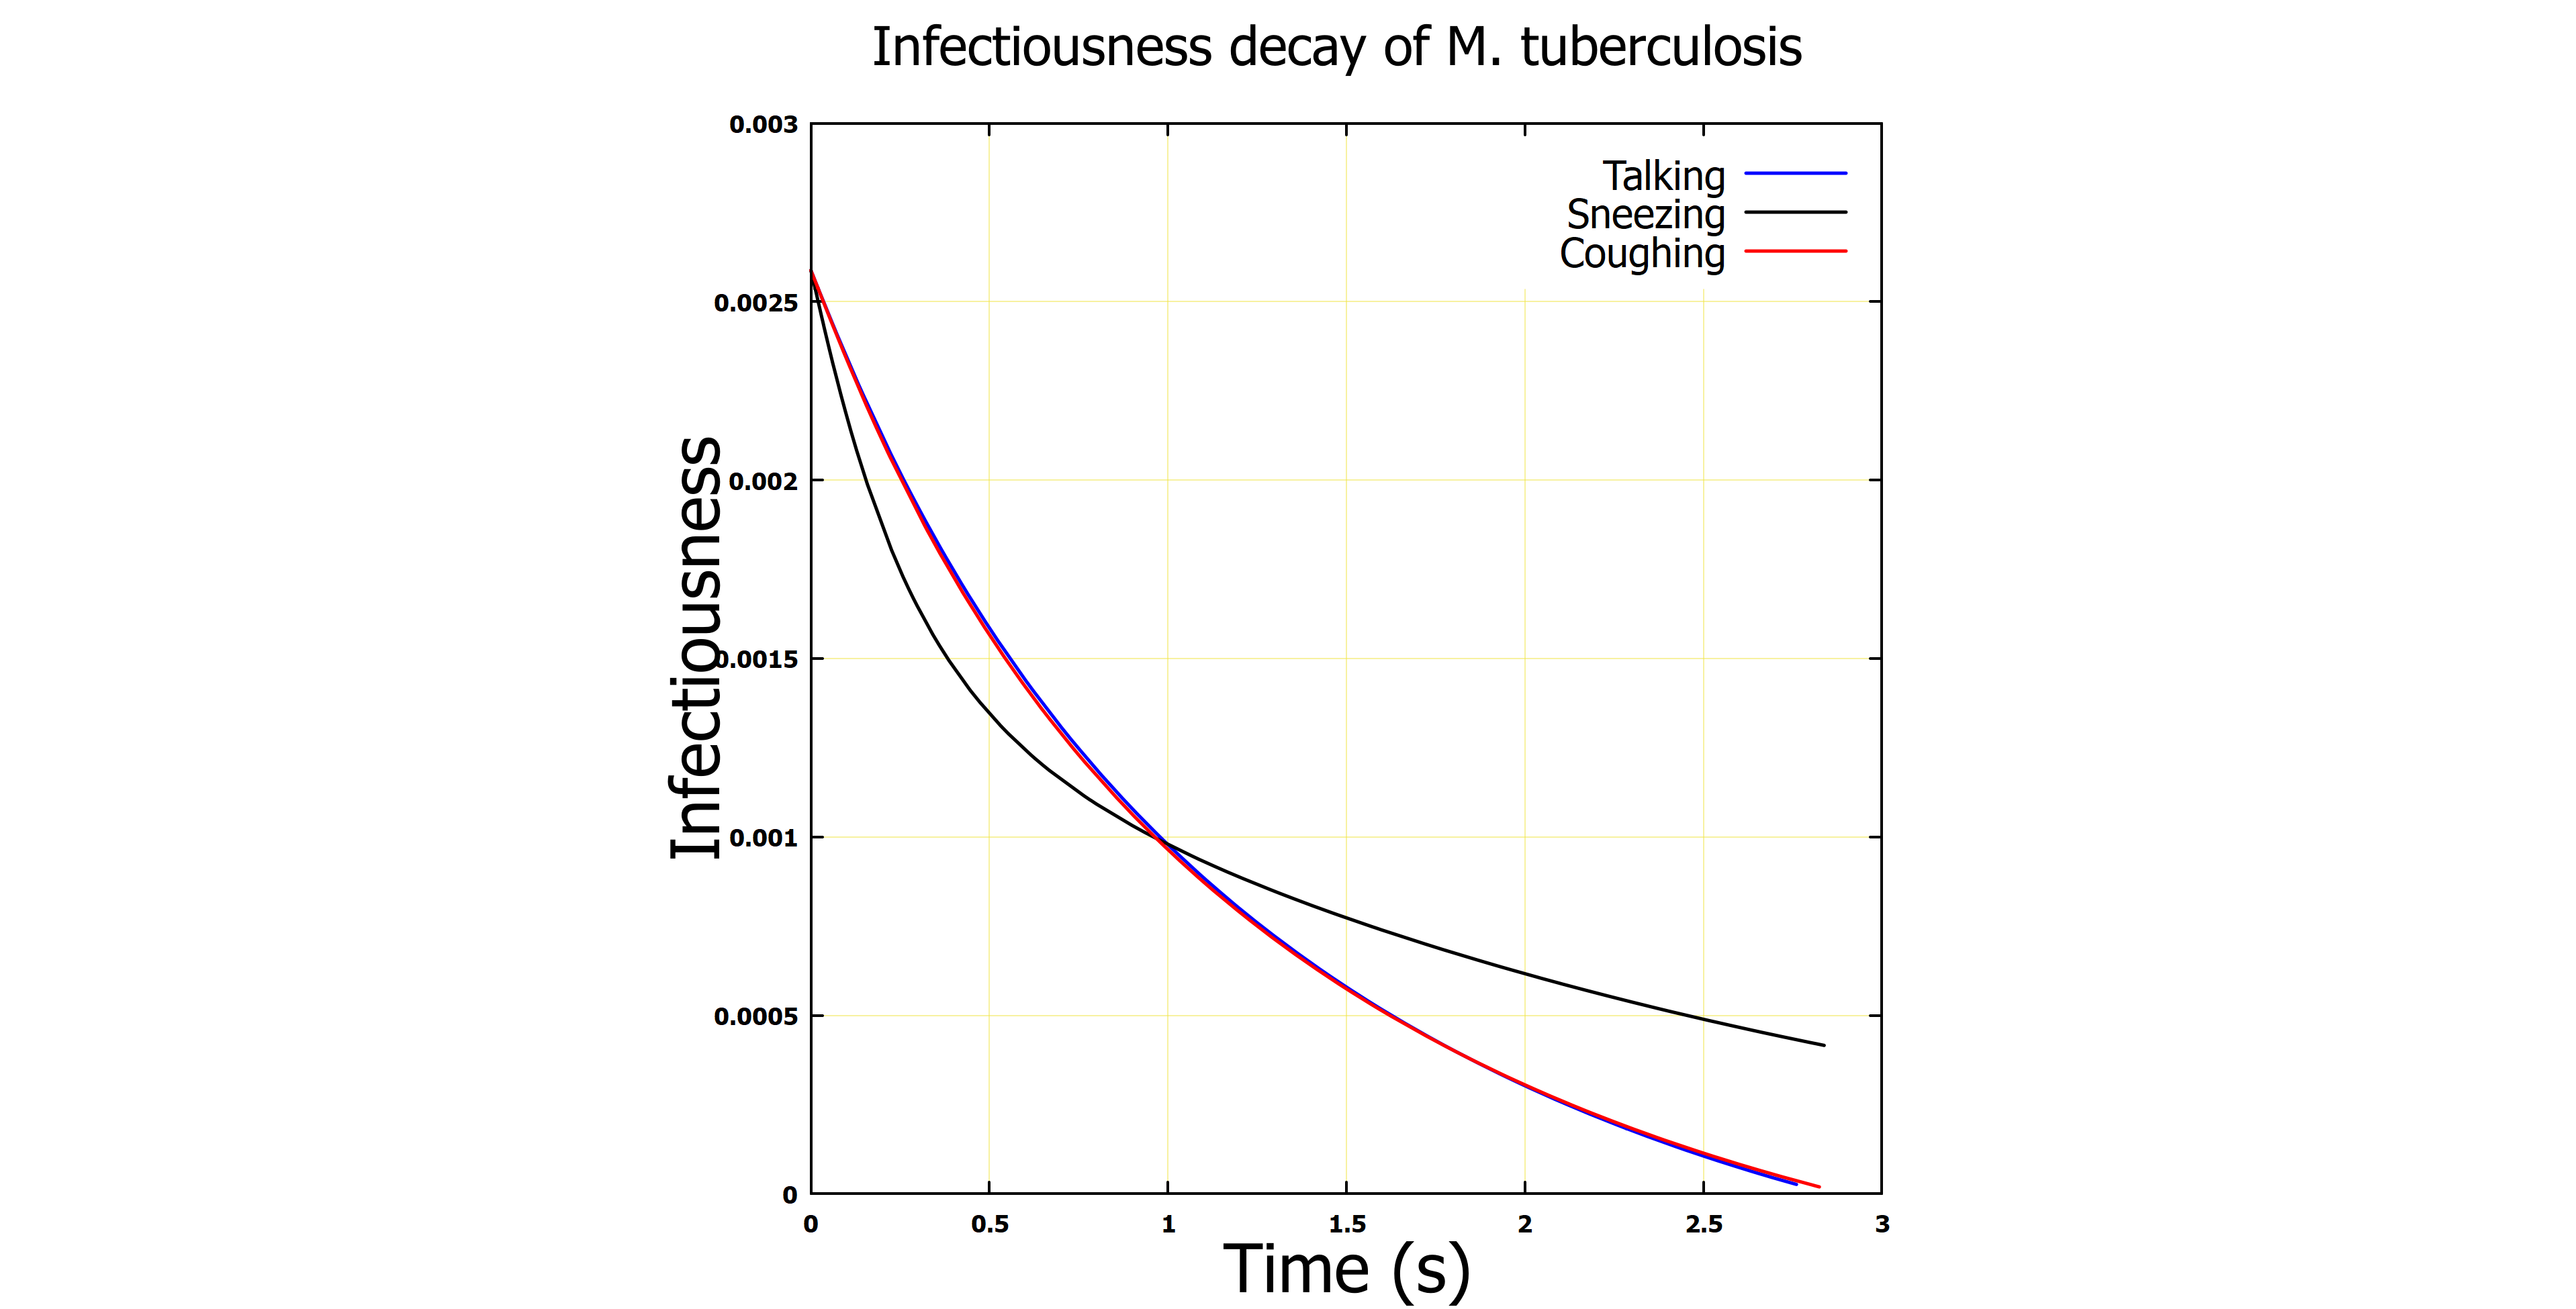 Infectiousness decay of M. tuberculosis
0.003
0.0025
0.002
0.0015
0.001
0.0005
0
Infectiousness
Talking
Sneezing
Coughing
0 0.5 1 1.5 2 2.5 3
Time (s)